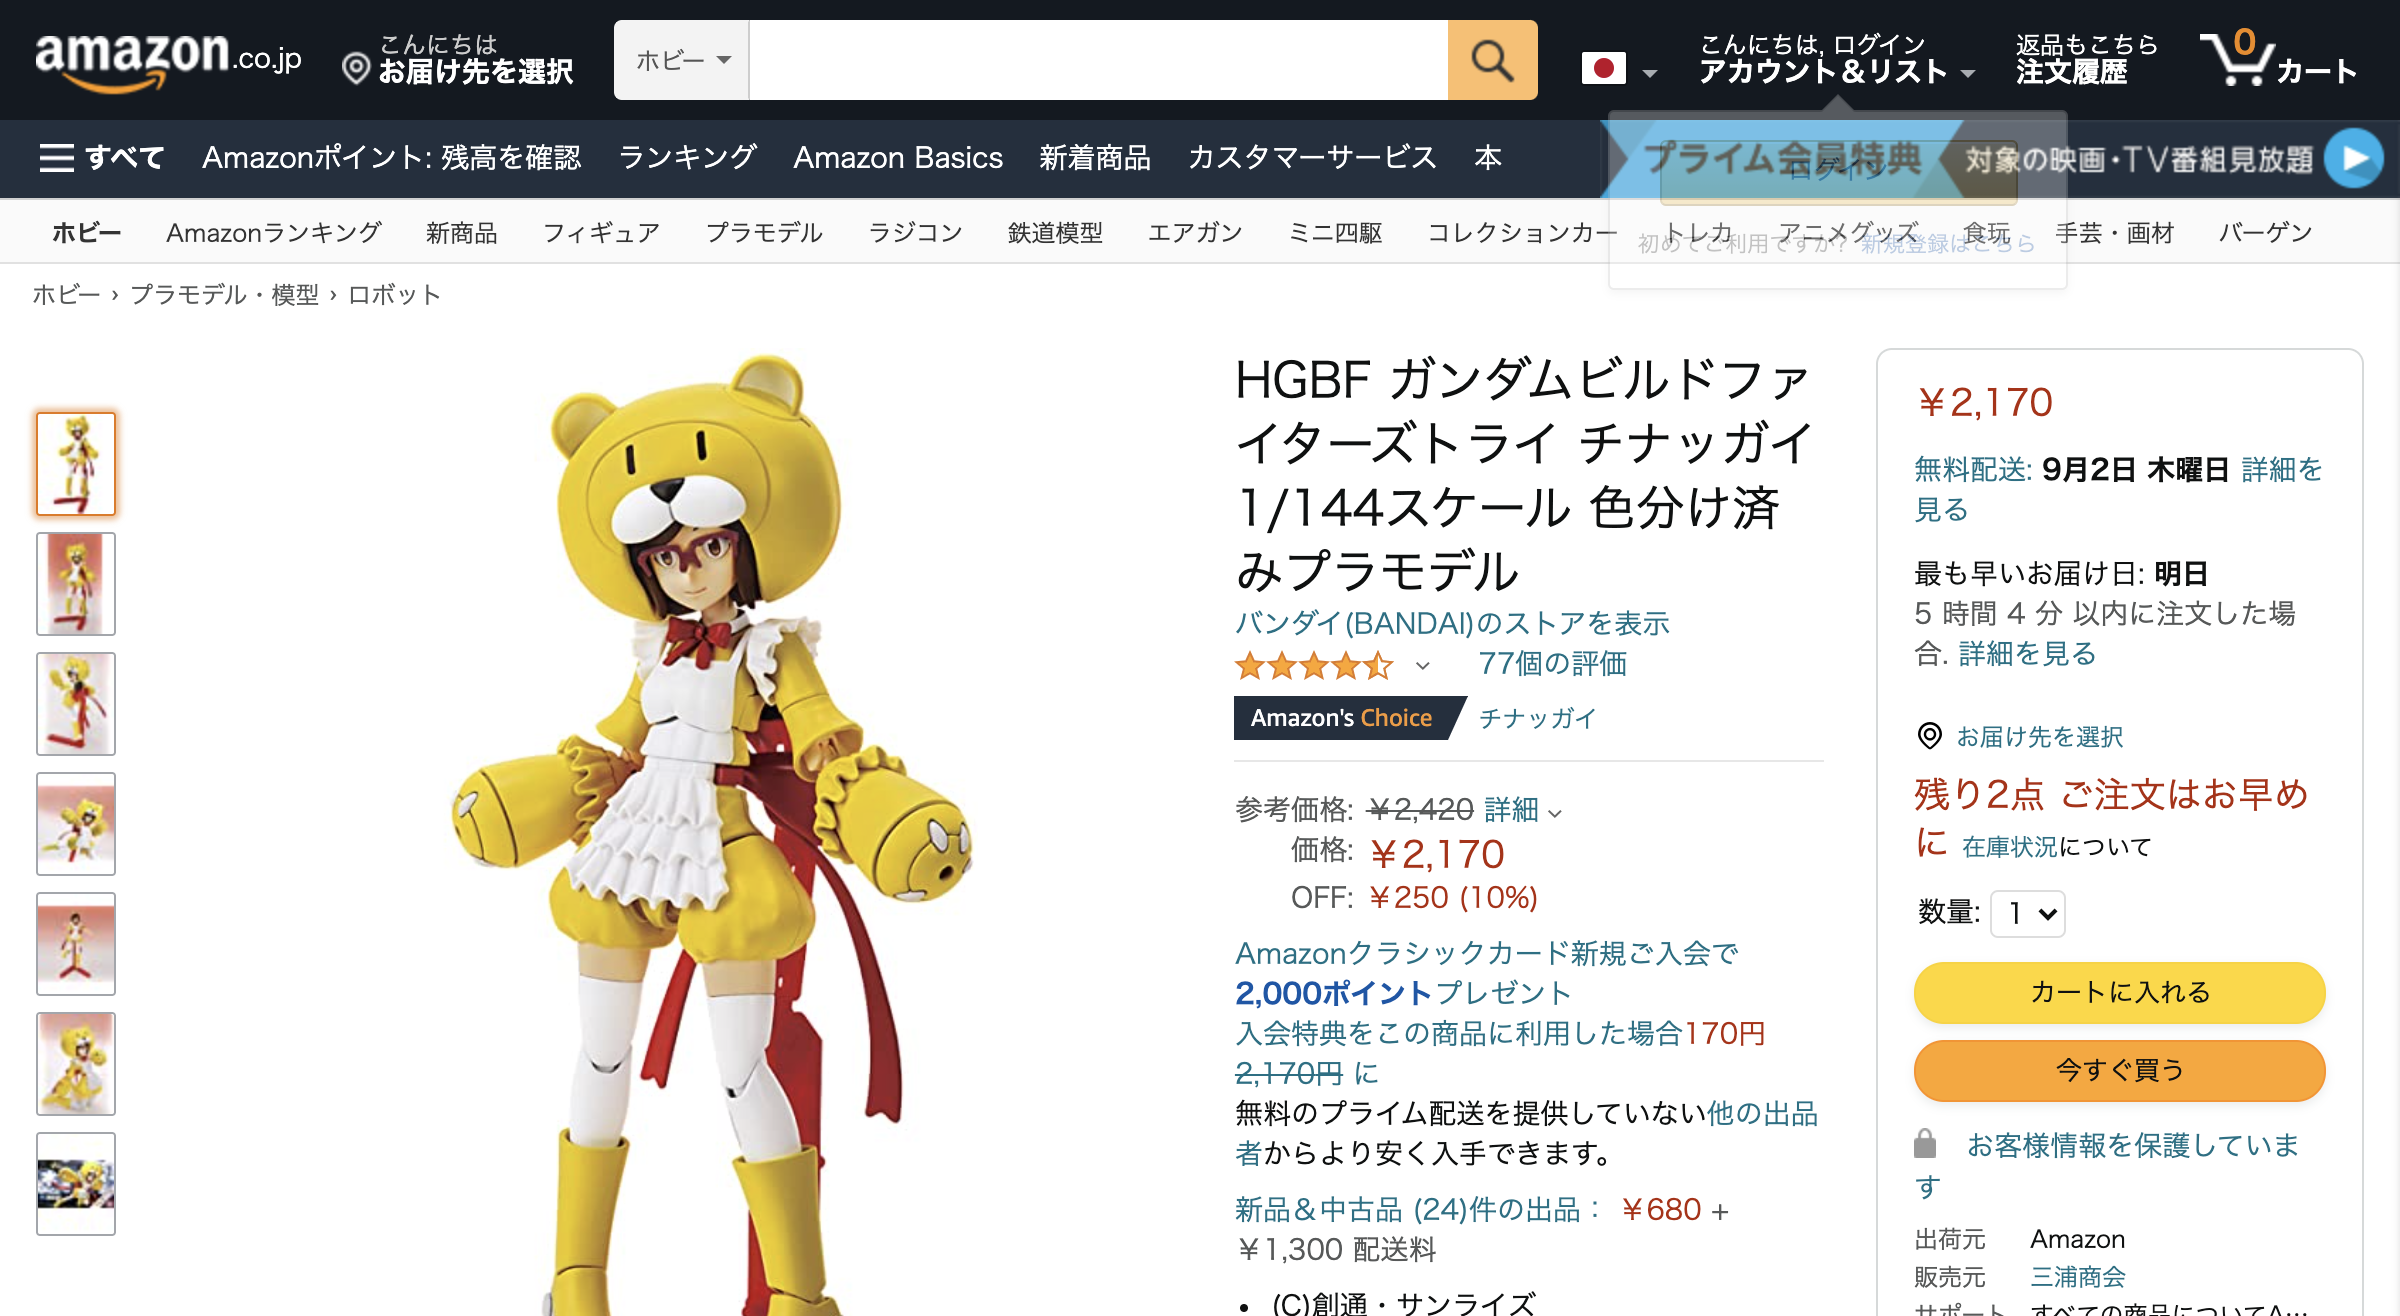 amazon.co.jp
こんにちは
お届け先を選択
ホビー
こんにちは, ログイン
アカウント＆リスト
返品もこちら
注文履歴
0
カート
すべて
Amazonポイント: 残高を確認
ランキング
Amazon Basics
新着商品
カスタマーサービス
本
プライム会員特典
対象の映画・TV番組見放題
ログイン
初めてご利用ですか? 新規登録はこちら
ホビー
Amazonランキング
新商品
フィギュア
プラモデル
ラジコン
鉄道模型
エアガン
ミニ四駆
コレクションカー
トレカ
アニメグッズ
食玩
手芸・画材
バーゲン
ホビー › プラモデル・模型 › ロボット
HGBF ガンダムビルドファ
イターズトライ チナッガイ
1/144スケール 色分け済
みプラモデル
バンダイ(BANDAI)のストアを表示
77個の評価
Amazon's Choice
チナッガイ
参考価格: ￥2,420 詳細
価格: ￥2,170
OFF: ￥250 (10%)
Amazonクラシックカード新規ご入会で
2,000ポイントプレゼント
入会特典をこの商品に利用した場合170円
2,170円 に
無料のプライム配送を提供していない他の出品
者からより安く入手できます。
新品＆中古品 (24)件の出品： ￥680 +
￥1,300 配送料
• (C)創通・サンライズ
￥2,170
無料配送: 9月2日 木曜日 詳細を
見る
最も早いお届け日: 明日
5 時間 4 分 以内に注文した場
合. 詳細を見る
お届け先を選択
残り2点 ご注文はお早め
に 在庫状況について
数量: 1
カートに入れる
今すぐ買う
お客様情報を保護していま
す
出荷元 Amazon
販売元 三浦商会
サポート すべての商品についてA…